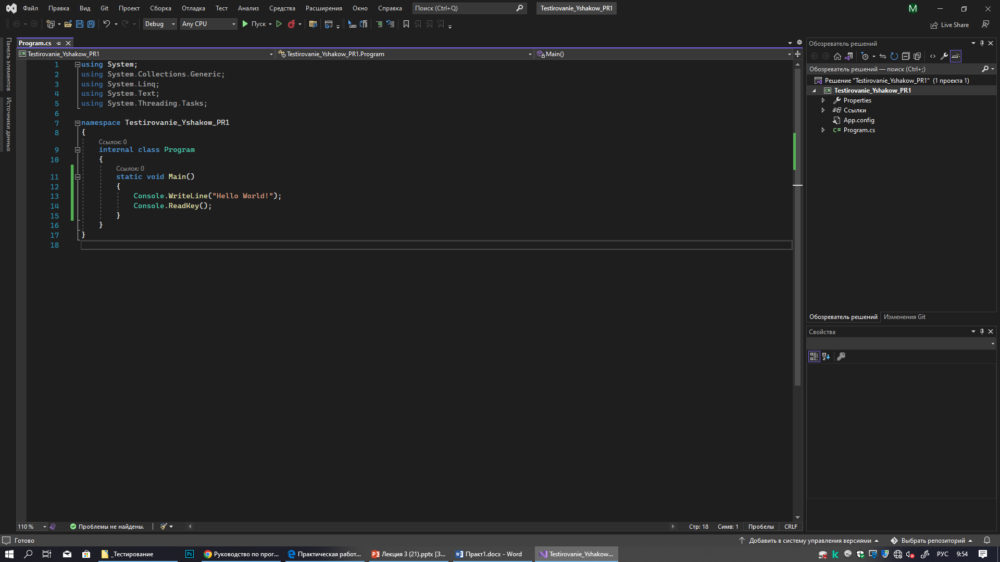 Файл Правка Вид Git Проект Сборка Отладка Тест Анализ Средства Расширения Окно Справка Поиск (Ctrl+Q) Testirovanie_Yshakow_PR1 M
Debug Any CPU Пуск Live Share
Панель элементов
Источники данных
Program.cs
Testirovanie_Yshakow_PR1 Testirovanie_Yshakow_PR1.Program Main()
1 using System;
2 using System.Collections.Generic;
3 using System.Linq;
4 using System.Text;
5 using System.Threading.Tasks;
6
7 namespace Testirovanie_Yshakow_PR1
8 {
Ссылок: 0
9 internal class Program
10 {
Ссылок: 0
11 static void Main()
12 {
13 Console.WriteLine("Hello World!");
14 Console.ReadKey();
15 }
16 }
17 }
18
110 % Проблемы не найдены. Стр: 18 Симв: 1 Пробелы CRLF
Обозреватель решений
Обозреватель решений — поиск (Ctrl+;)
Решение "Testirovanie_Yshakow_PR1" (1 проекта 1)
C# Testirovanie_Yshakow_PR1
Properties
Ссылки
App.config
C# Program.cs
Обозреватель решений Изменения Git
Свойства
Готово Добавить в систему управления версиями Выбрать репозиторий
_Тестирование Ps Руководство по прог... Практическая работ... Лекция 3 (21).pptx [З... Практ1.docx - Word Testirovanie_Yshakow... РУС 9:54